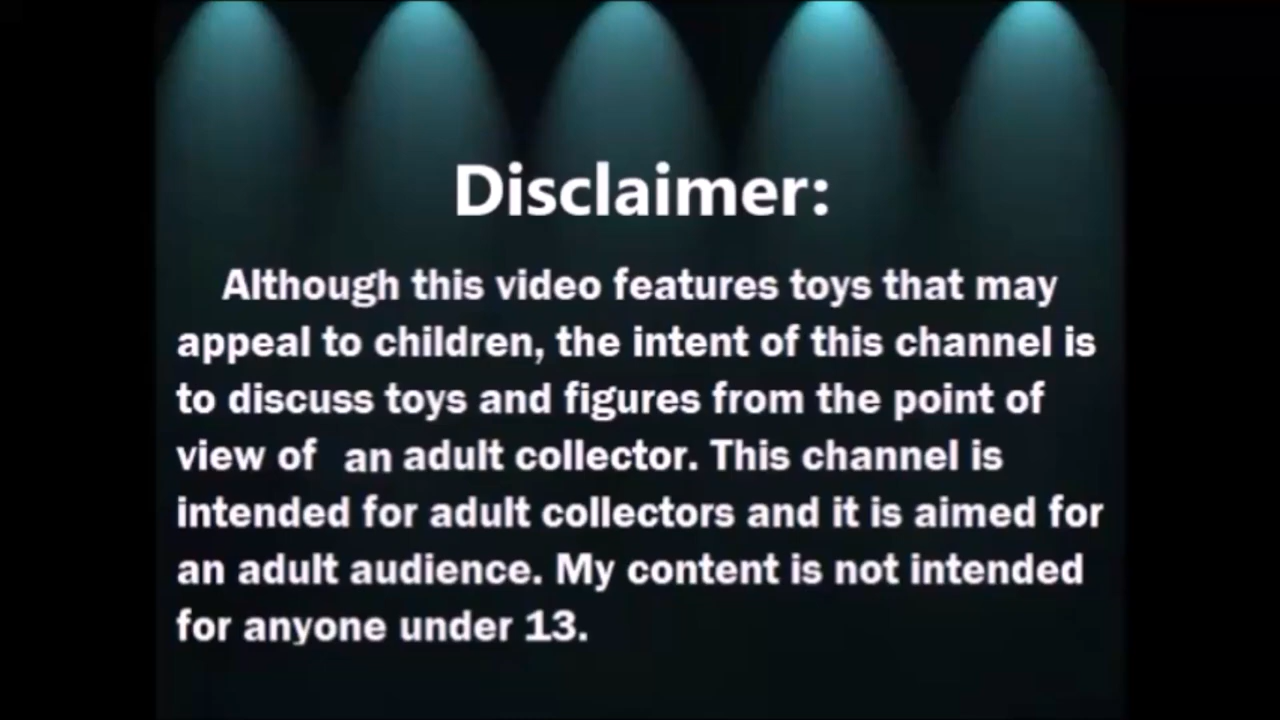 Disclaimer:
Although this video features toys that may
appeal to children, the intent of this channel is
to discuss toys and figures from the point of
view of an adult collector. This channel is
intended for adult collectors and it is aimed for
an adult audience. My content is not intended
for anyone under 13.